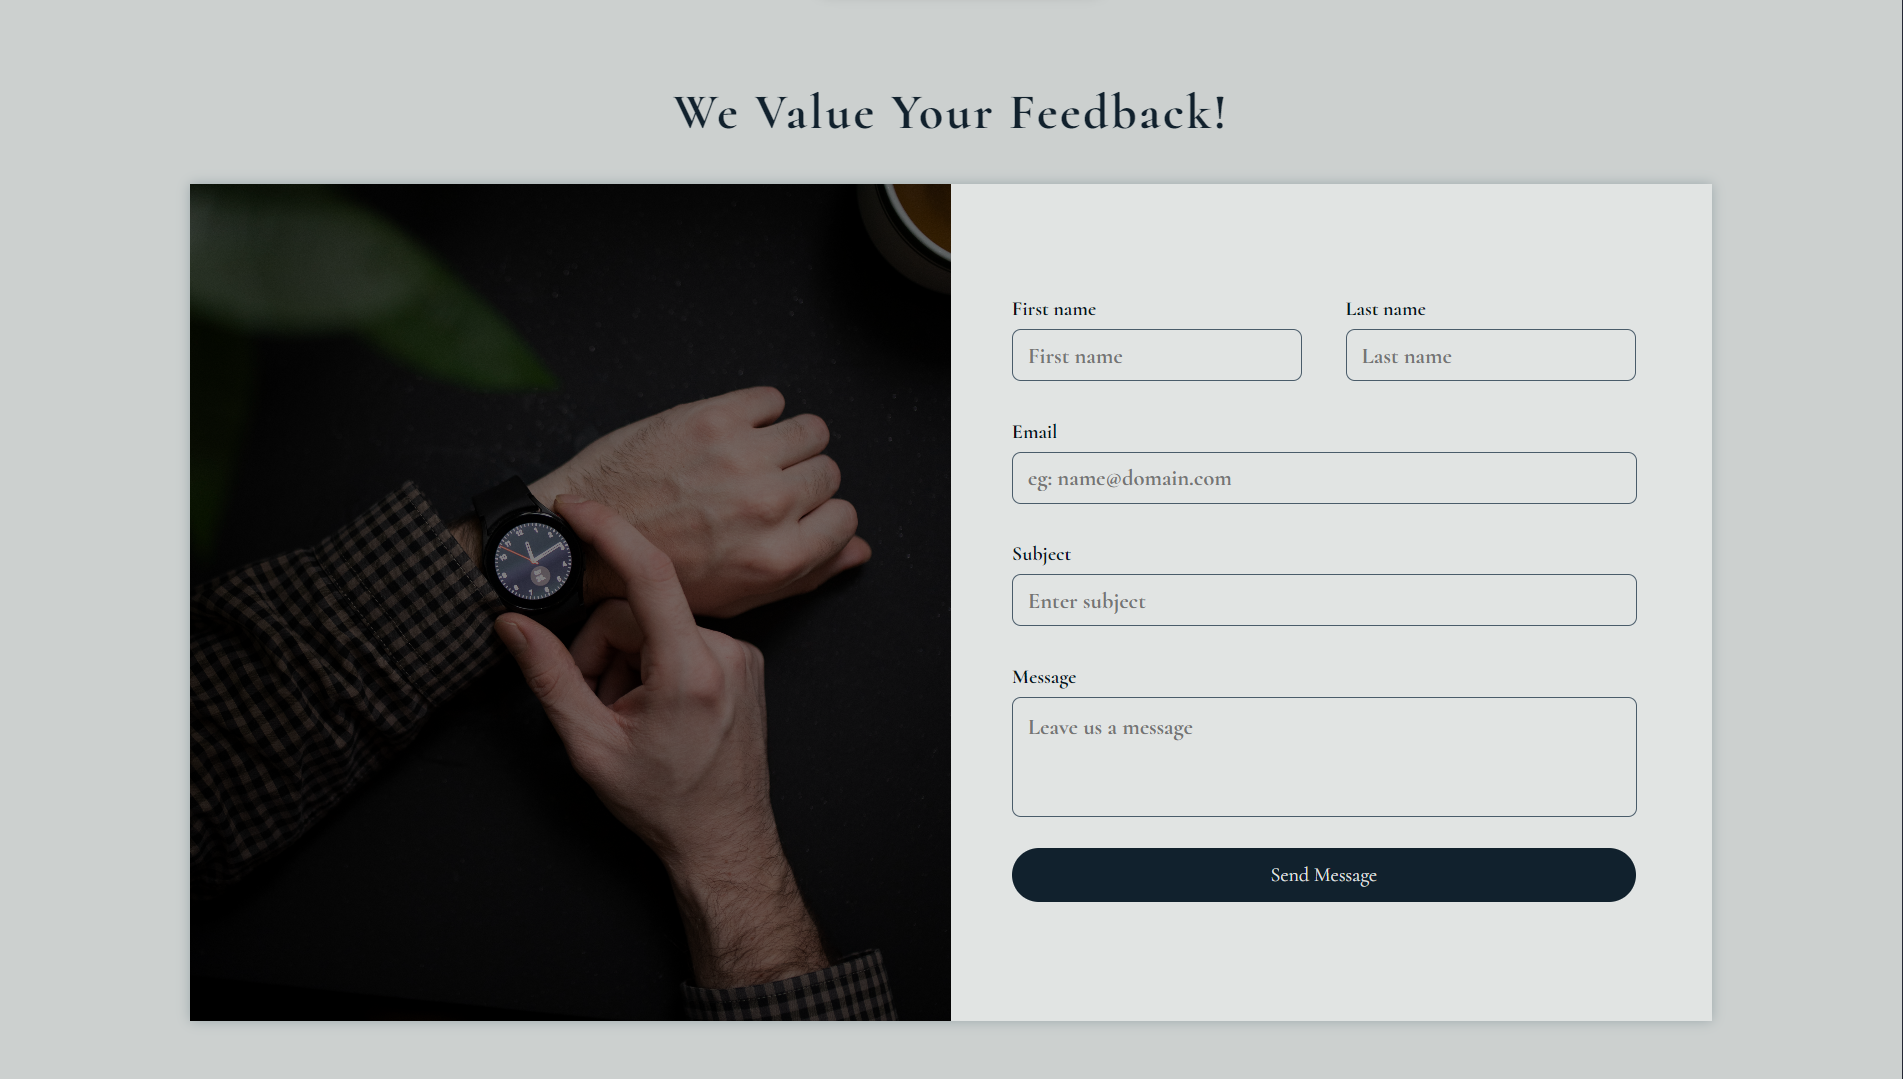 We Value Your Feedback!
First name
Last name
First name
Last name
Email
eg: name@domain.com
Subject
Enter subject
Message
Leave us a message
Send Message